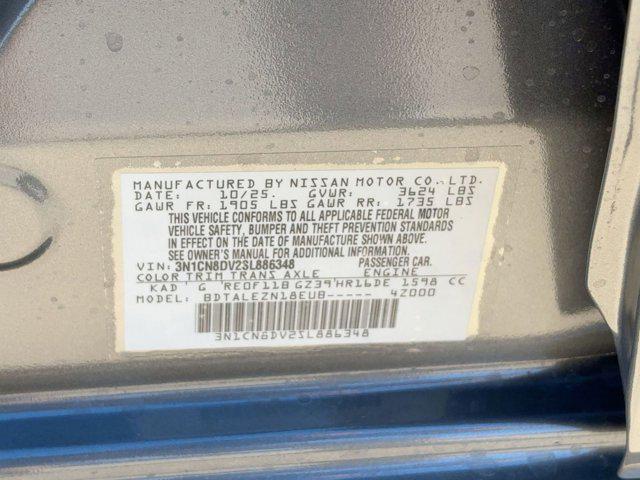 MANUFACTURED BY NISSAN MOTOR CO., LTD.
DATE: 10/25. GVWR: 3624 LBS
GAWR FR: 1905 LBS GAWR RR: 1735 LBS
THIS VEHICLE CONFORMS TO ALL APPLICABLE FEDERAL MOTOR
VEHICLE SAFETY, BUMPER AND THEFT PREVENTION STANDARDS
IN EFFECT ON THE DATE OF MANUFACTURE SHOWN ABOVE.
SEE OWNER'S MANUAL FOR ADDITIONAL INFORMATION.
VIN: 3N1CN8DV2SL886348 PASSENGER CAR.
COLOR TRIM TRANS AXLE ENGINE
KAD G RE0F11B GZ39 HR16DE 1598 CC
MODEL: BDTALEZN18EUB----- 4Z000
3N1CN6DV2SL886348